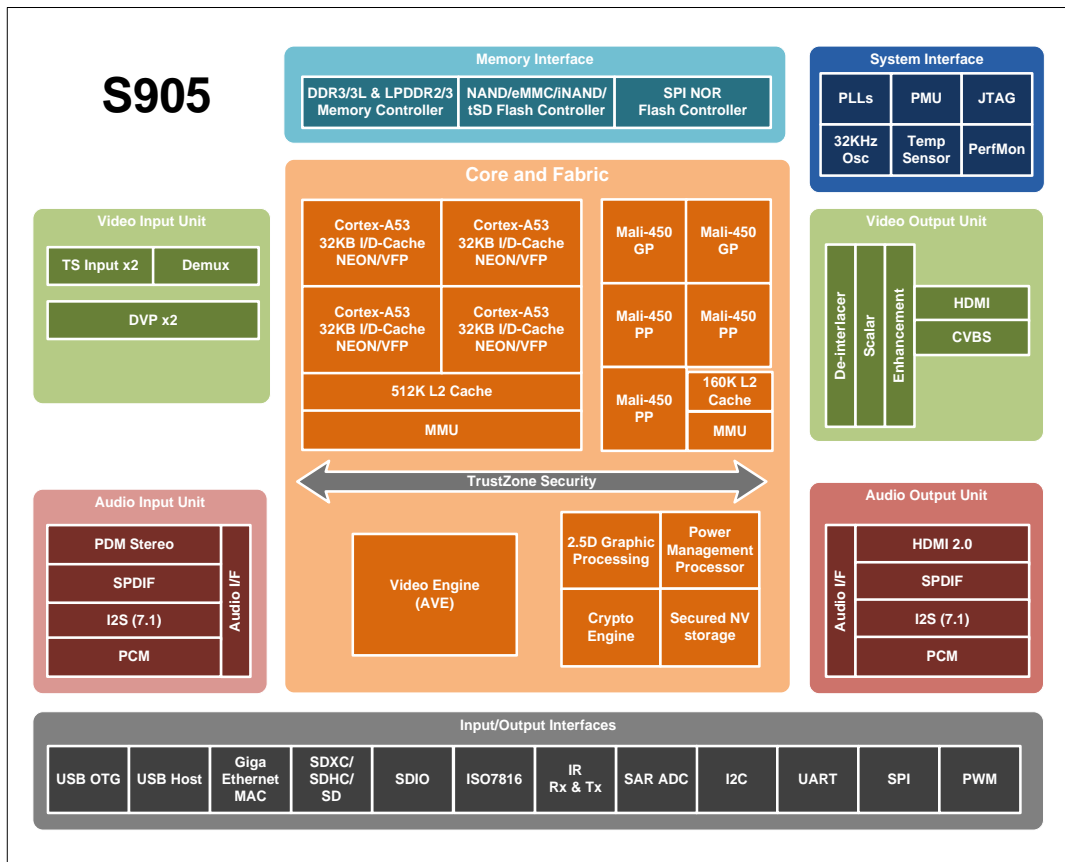 S905
Memory Interface
DDR3/3L & LPDDR2/3
Memory Controller
NAND/eMMC/iNAND/
tSD Flash Controller
SPI NOR
Flash Controller
System Interface
PLLs
PMU
JTAG
32KHz
Osc
Temp
Sensor
PerfMon
Video Input Unit
TS Input x2
Demux
DVP x2
Core and Fabric
Cortex-A53
32KB I/D-Cache
NEON/VFP
Cortex-A53
32KB I/D-Cache
NEON/VFP
Cortex-A53
32KB I/D-Cache
NEON/VFP
Cortex-A53
32KB I/D-Cache
NEON/VFP
512K L2 Cache
MMU
Mali-450
GP
Mali-450
GP
Mali-450
PP
Mali-450
PP
Mali-450
PP
160K L2
Cache
MMU
TrustZone Security
Video Engine
(AVE)
2.5D Graphic
Processing
Power
Management
Processor
Crypto
Engine
Secured NV
storage
Video Output Unit
De-interlacer
Scalar
Enhancement
HDMI
CVBS
Audio Input Unit
PDM Stereo
SPDIF
I2S (7.1)
PCM
Audio I/F
Audio Output Unit
Audio I/F
HDMI 2.0
SPDIF
I2S (7.1)
PCM
Input/Output Interfaces
USB OTG
USB Host
Giga
Ethernet
MAC
SDXC/
SDHC/
SD
SDIO
ISO7816
IR
Rx & Tx
SAR ADC
I2C
UART
SPI
PWM